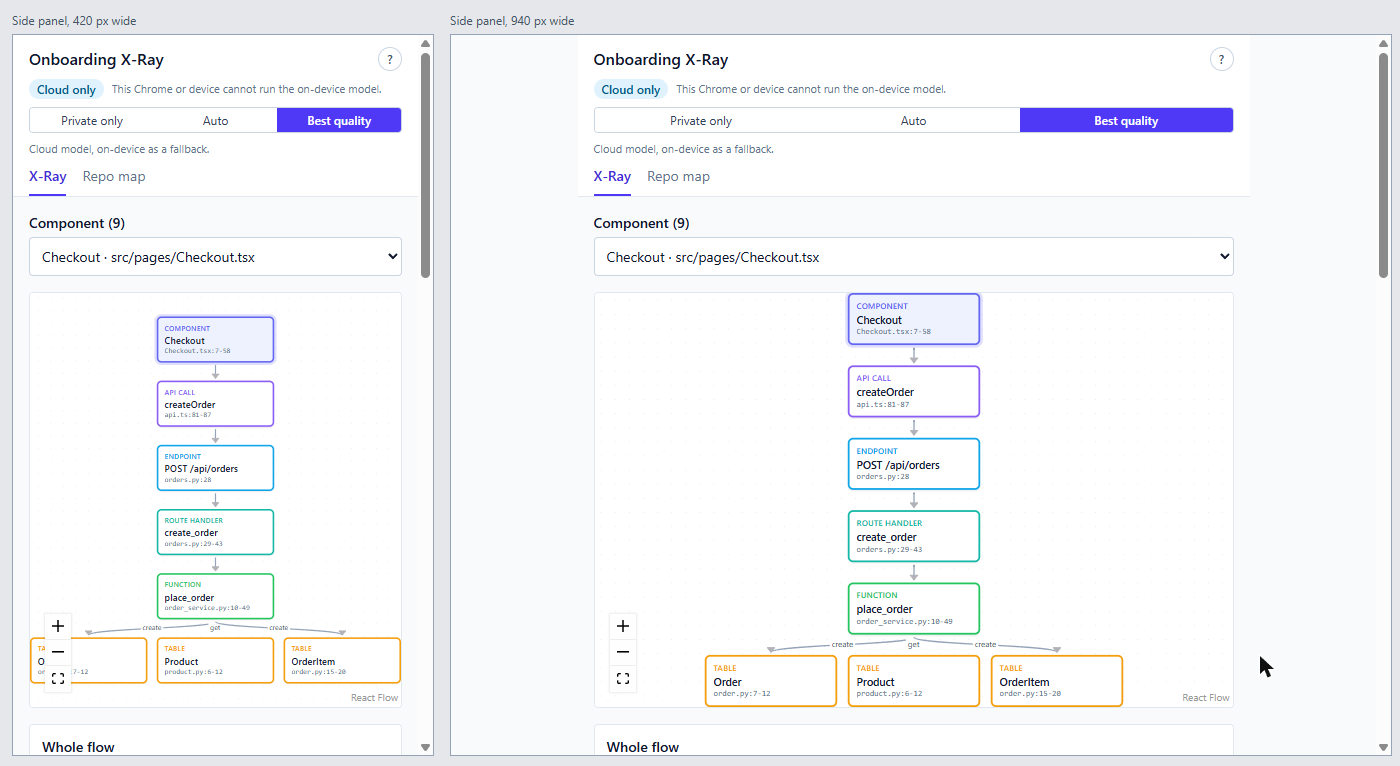 Side panel, 420 px wide
Onboarding X-Ray
?
Cloud only This Chrome or device cannot run the on-device model.
Private only Auto Best quality
Cloud model, on-device as a fallback.
X-Ray Repo map
Component (9)
Checkout · src/pages/Checkout.tsx
COMPONENT
Checkout
Checkout.tsx:7-58
API CALL
createOrder
api.ts:81-87
ENDPOINT
POST /api/orders
orders.py:28
ROUTE HANDLER
create_order
orders.py:29-43
FUNCTION
place_order
order_service.py:10-49
create get create
TABLE
Product
product.py:6-12
TABLE
OrderItem
order.py:15-20
React Flow
Whole flow
Side panel, 940 px wide
Onboarding X-Ray
?
Cloud only This Chrome or device cannot run the on-device model.
Private only Auto Best quality
Cloud model, on-device as a fallback.
X-Ray Repo map
Component (9)
Checkout · src/pages/Checkout.tsx
COMPONENT
Checkout
Checkout.tsx:7-58
API CALL
createOrder
api.ts:81-87
ENDPOINT
POST /api/orders
orders.py:28
ROUTE HANDLER
create_order
orders.py:29-43
FUNCTION
place_order
order_service.py:10-49
create get create
TABLE
Order
order.py:7-12
TABLE
Product
product.py:6-12
TABLE
OrderItem
order.py:15-20
React Flow
Whole flow